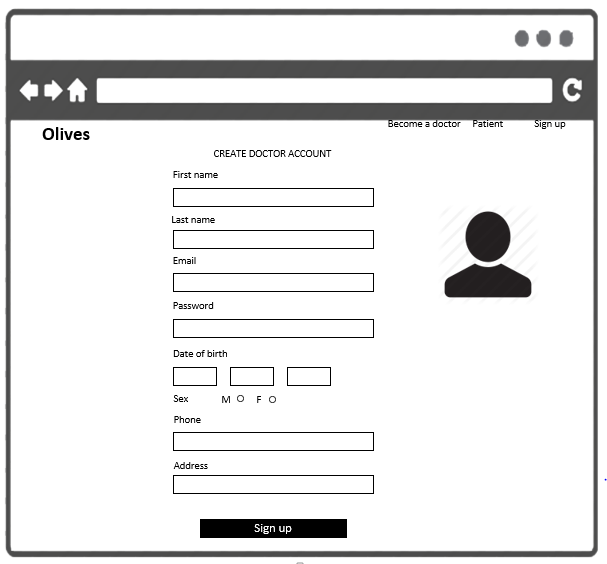 Become a doctor Patient Sign up
Olives
CREATE DOCTOR ACCOUNT
First name
Last name
Email
Password
Date of birth
Sex M O F O
Phone
Address
Sign up